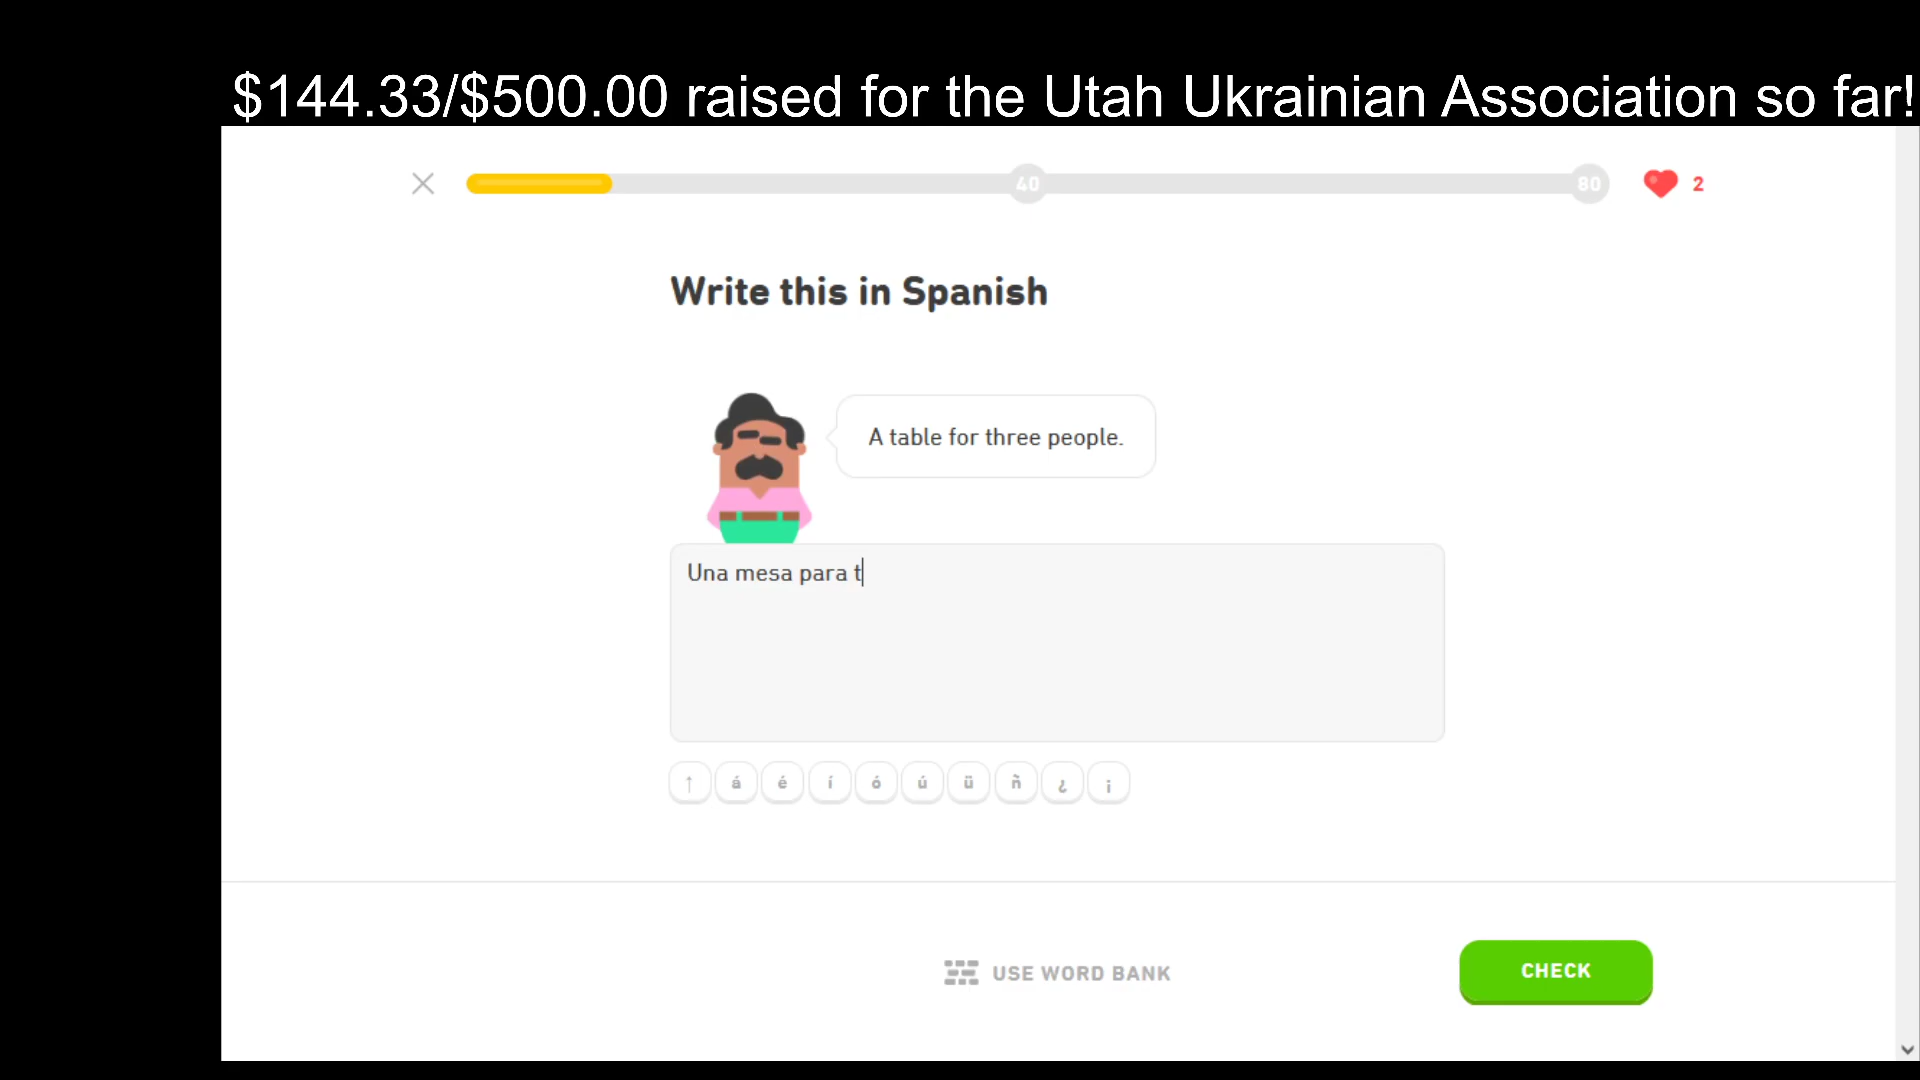 $144.33/$500.00 raised for the Utah Ukrainian Association so far!
40 80 2
Write this in Spanish
A table for three people.
Una mesa para t
↑ á é í ó ú ü ñ ¿ ¡
USE WORD BANK
CHECK